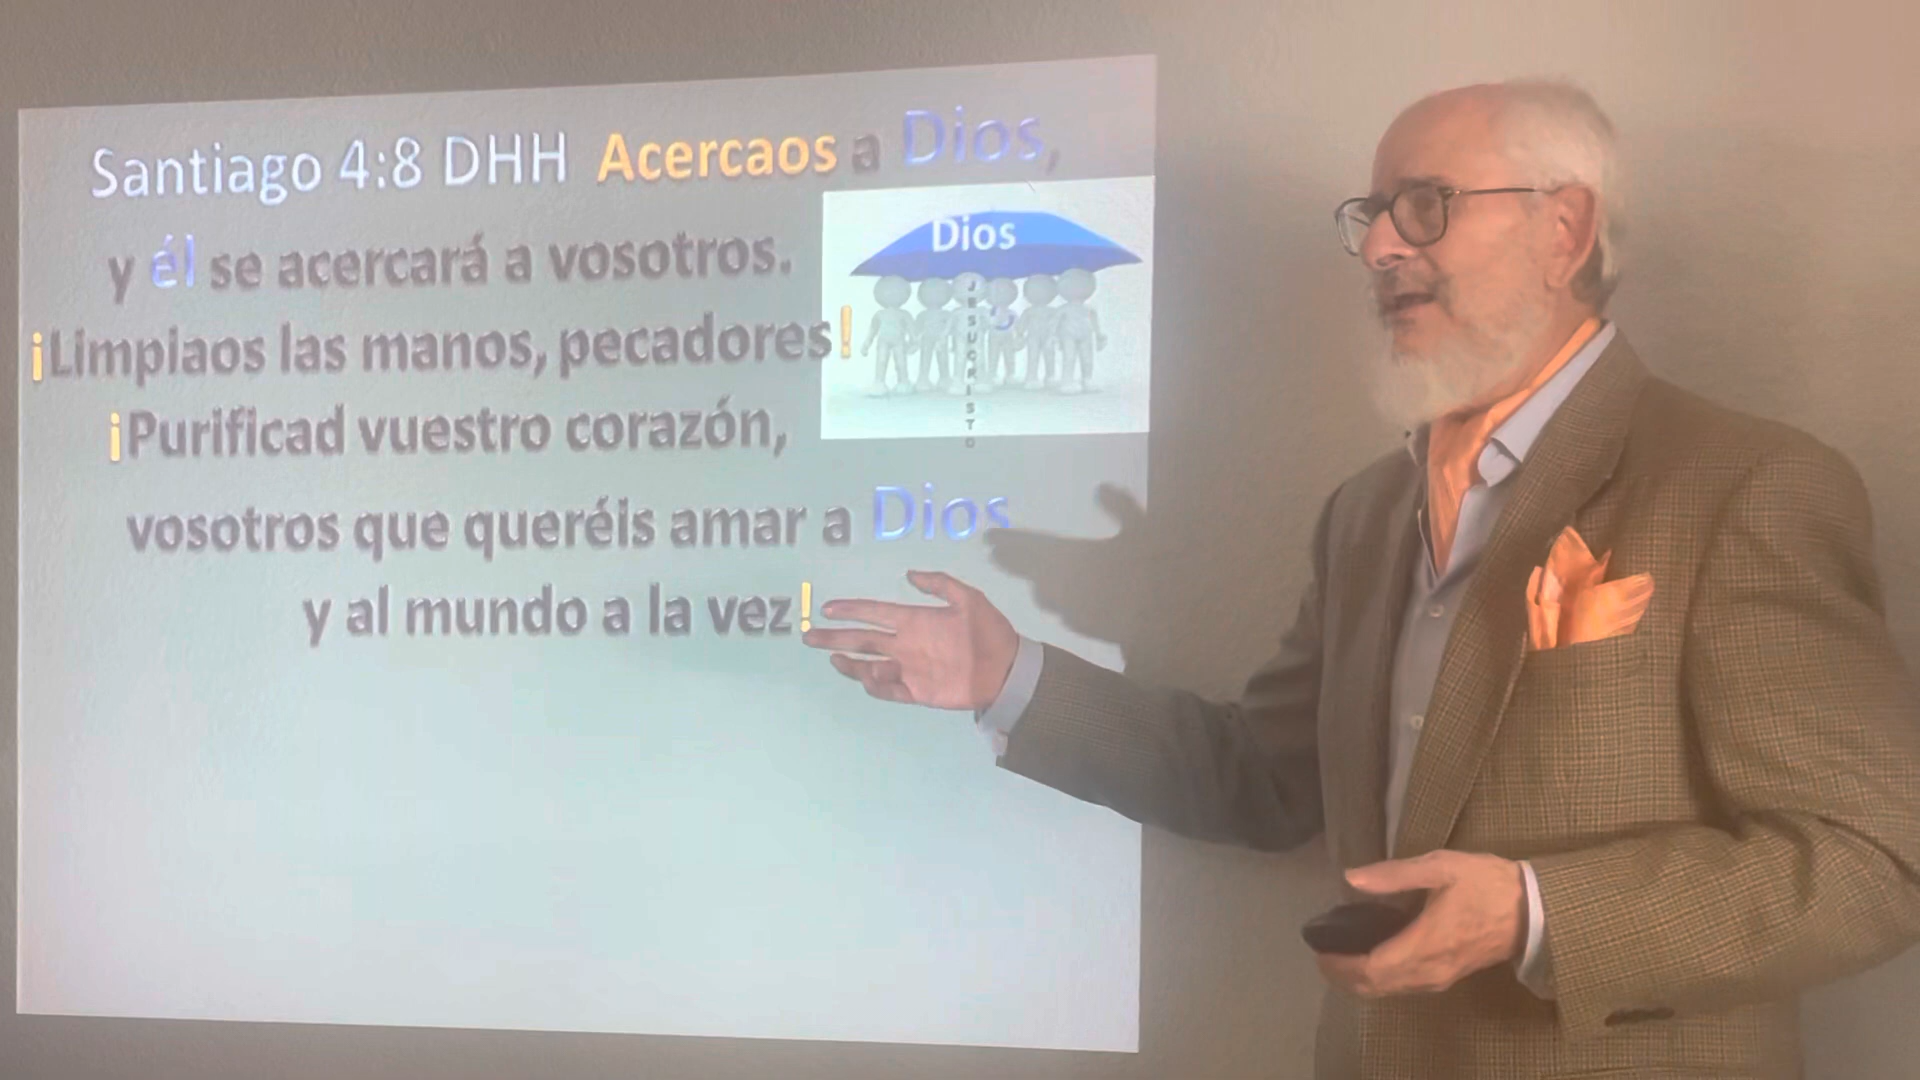 Santiago 4:8 DHH Acercaos a Dios,
y él se acercará a vosotros.
¡Limpiaos las manos, pecadores!
¡Purificad vuestro corazón,
vosotros que queréis amar a Dios
y al mundo a la vez!
Dios
JESUCRISTO